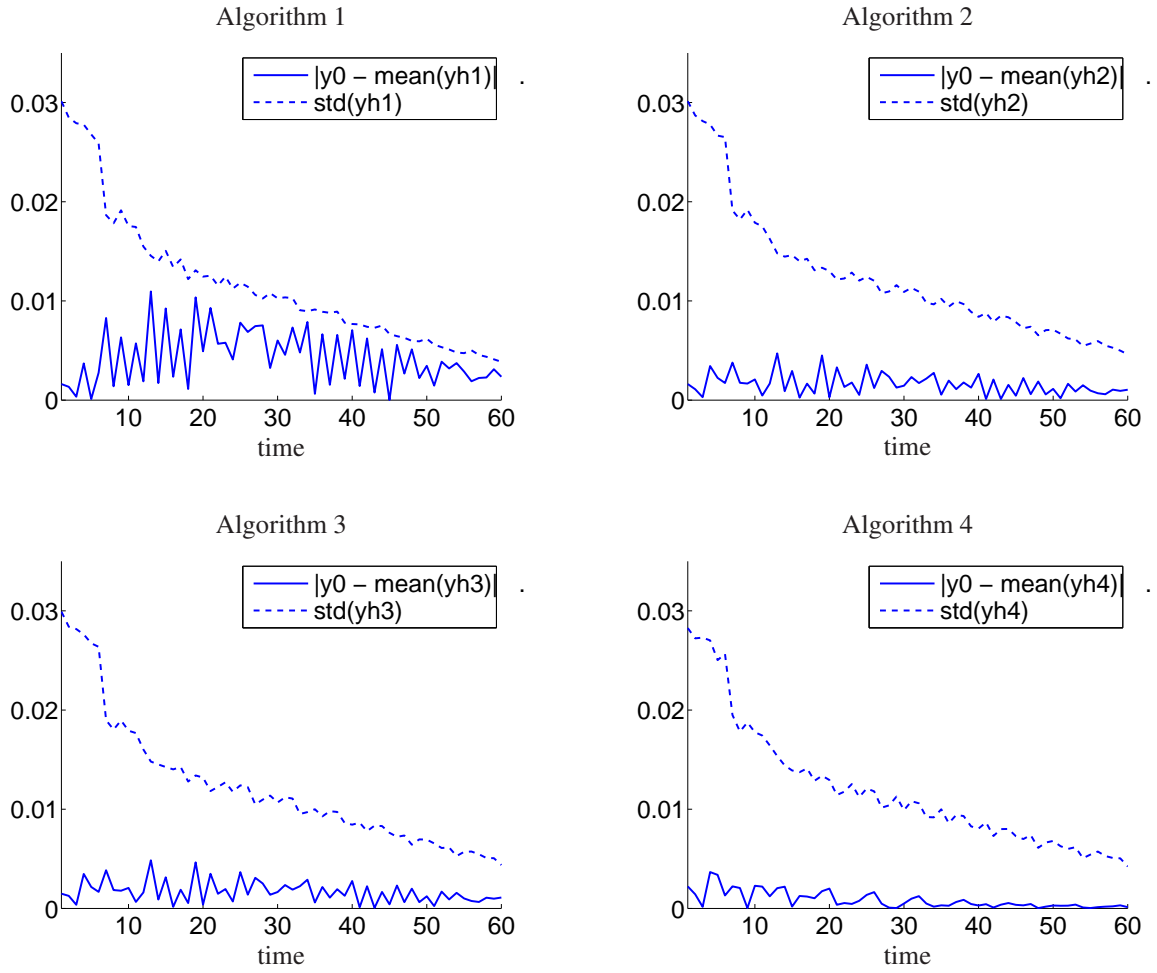 Algorithm 1
|y0 − mean(yh1)| .
std(yh1)
0.03
0.02
0.01
0
10 20 30 40 50 60
time
Algorithm 2
|y0 − mean(yh2)| .
std(yh2)
0.03
0.02
0.01
0
10 20 30 40 50 60
time
Algorithm 3
|y0 − mean(yh3)| .
std(yh3)
0.03
0.02
0.01
0
10 20 30 40 50 60
time
Algorithm 4
|y0 − mean(yh4)| .
std(yh4)
0.03
0.02
0.01
0
10 20 30 40 50 60
time